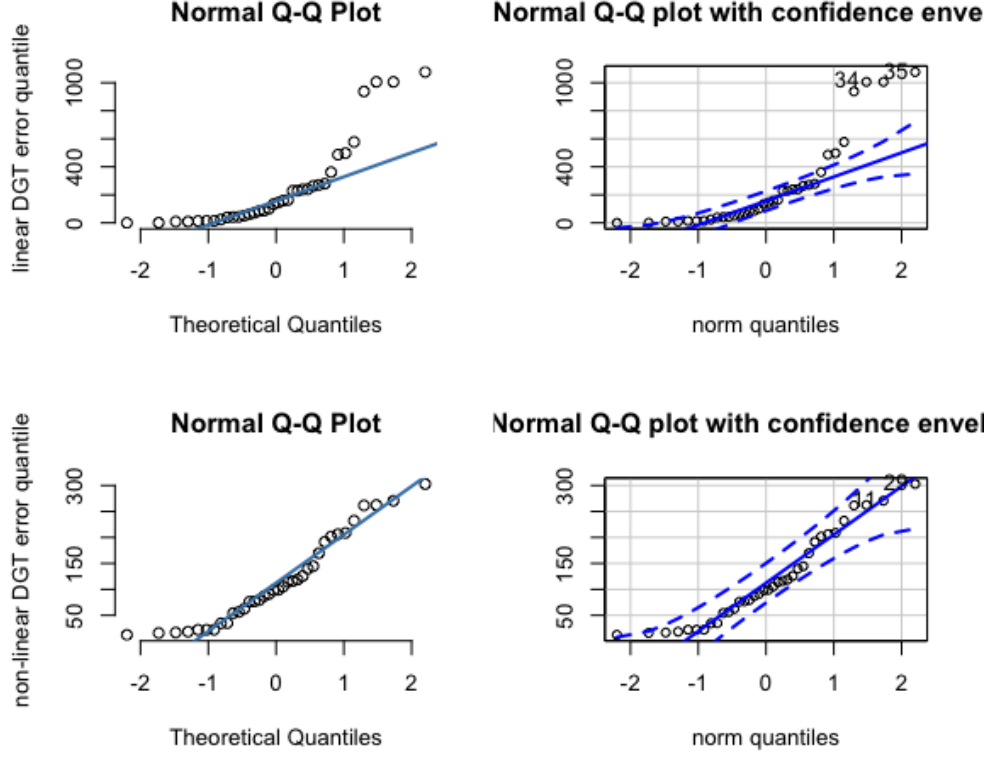 Normal Q-Q Plot
linear DGT error quantile
1000
400
0
-2 -1 0 1 2
Theoretical Quantiles
Normal Q-Q plot with confidence enve
1000
400
0
34
35
-2 -1 0 1 2
norm quantiles
Normal Q-Q Plot
non-linear DGT error quantile
300
150
50
-2 -1 0 1 2
Theoretical Quantiles
Normal Q-Q plot with confidence envel
300
150
50
11
-2 -1 0 1 2
norm quantiles